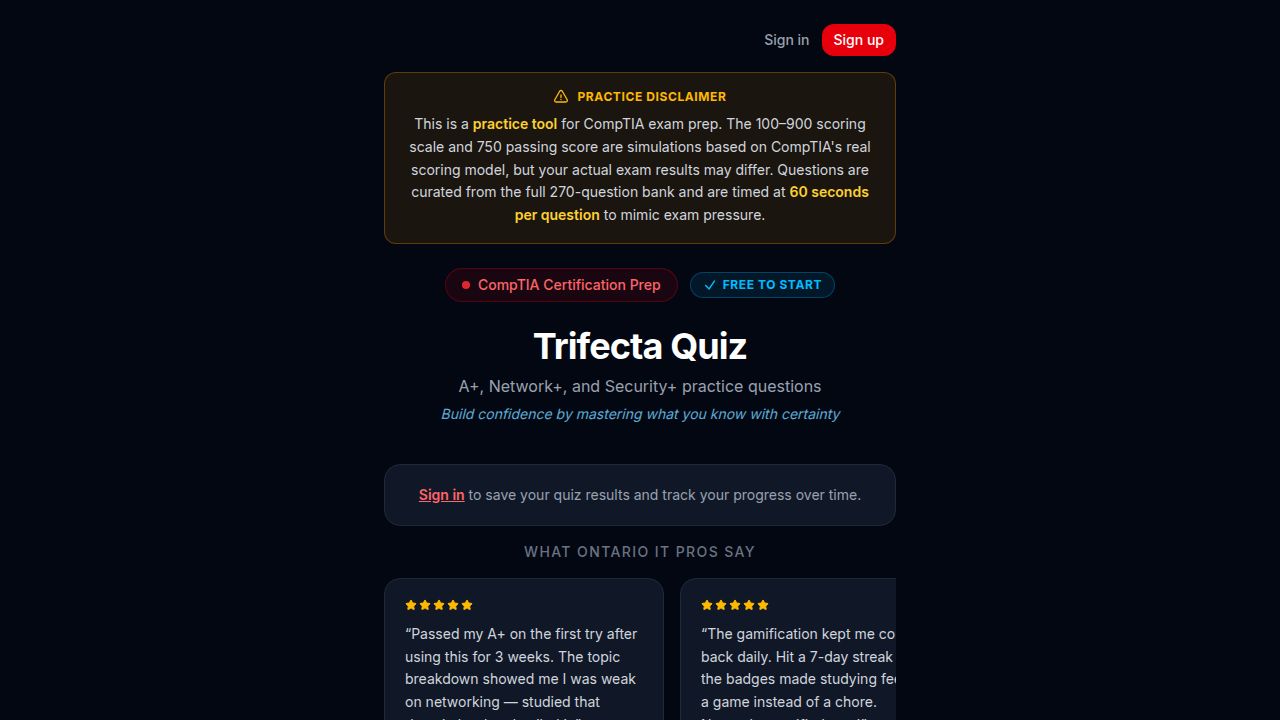 Sign in
Sign up
PRACTICE DISCLAIMER
This is a practice tool for CompTIA exam prep. The 100–900 scoring
scale and 750 passing score are simulations based on CompTIA's real
scoring model, but your actual exam results may differ. Questions are
curated from the full 270-question bank and are timed at 60 seconds
per question to mimic exam pressure.
CompTIA Certification Prep
FREE TO START
Trifecta Quiz
A+, Network+, and Security+ practice questions
Build confidence by mastering what you know with certainty
Sign in to save your quiz results and track your progress over time.
WHAT ONTARIO IT PROS SAY
“Passed my A+ on the first try after
using this for 3 weeks. The topic
breakdown showed me I was weak
on networking — studied that
“The gamification kept me co
back daily. Hit a 7-day streak
the badges made studying fe
a game instead of a chore.